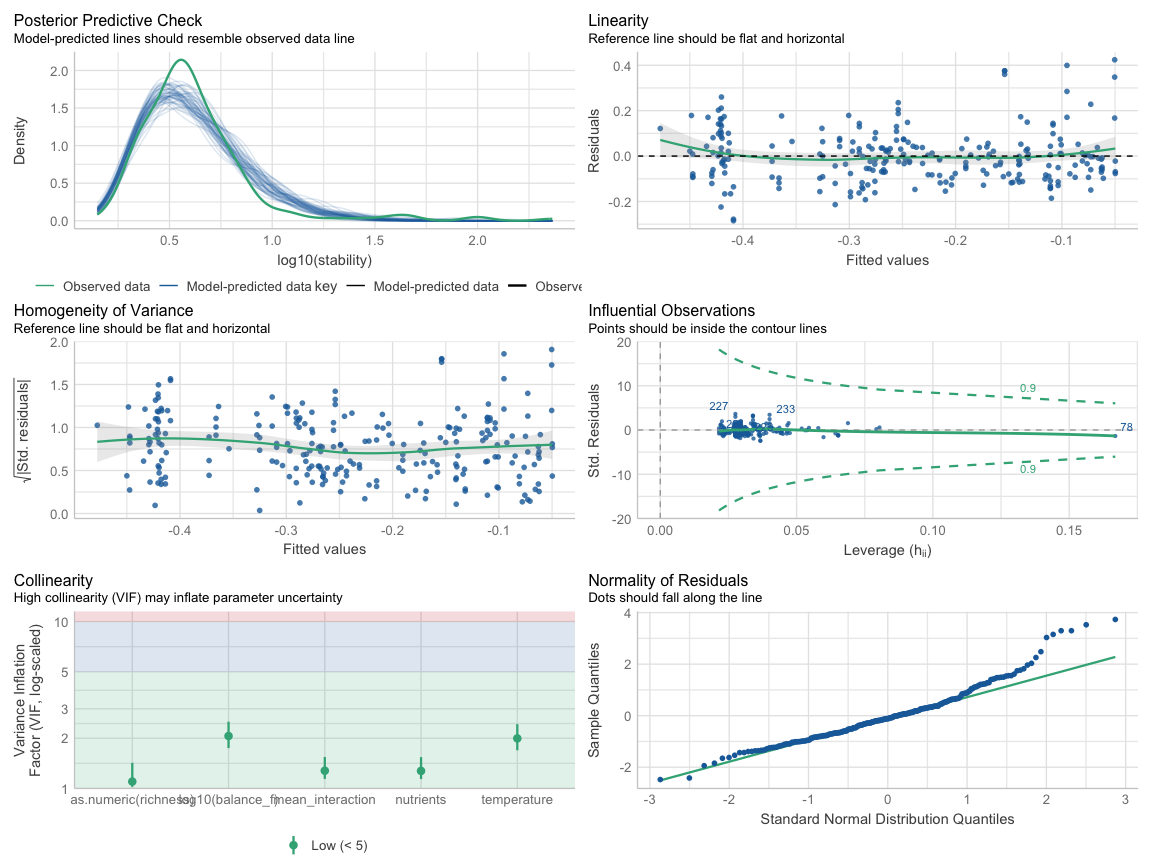 Posterior Predictive Check
Model-predicted lines should resemble observed data line
2.0
1.5
1.0
0.5
0.0
Density
0.5
1.0
1.5
2.0
log10(stability)
Observed data
Model-predicted data key
Model-predicted data
Observe
Linearity
Reference line should be flat and horizontal
0.4
0.2
0.0
-0.2
Residuals
-0.4
-0.3
-0.2
-0.1
Fitted values
Homogeneity of Variance
Reference line should be flat and horizontal
2.0
1.5
1.0
0.5
0.0
√|Std. residuals|
-0.4
-0.3
-0.2
-0.1
Fitted values
Influential Observations
Points should be inside the contour lines
20
10
0
-10
-20
Std. Residuals
0.9
227
233
78
0.9
0.00
0.05
0.10
0.15
Leverage (hᵢᵢ)
Collinearity
High collinearity (VIF) may inflate parameter uncertainty
10
5
3
2
1
Variance Inflation
Factor (VIF, log-scaled)
as.numeric(richness)
log10(balance_f
mean_interaction
nutrients
temperature
Low (< 5)
Normality of Residuals
Dots should fall along the line
4
2
0
-2
Sample Quantiles
-3
-2
-1
0
1
2
3
Standard Normal Distribution Quantiles